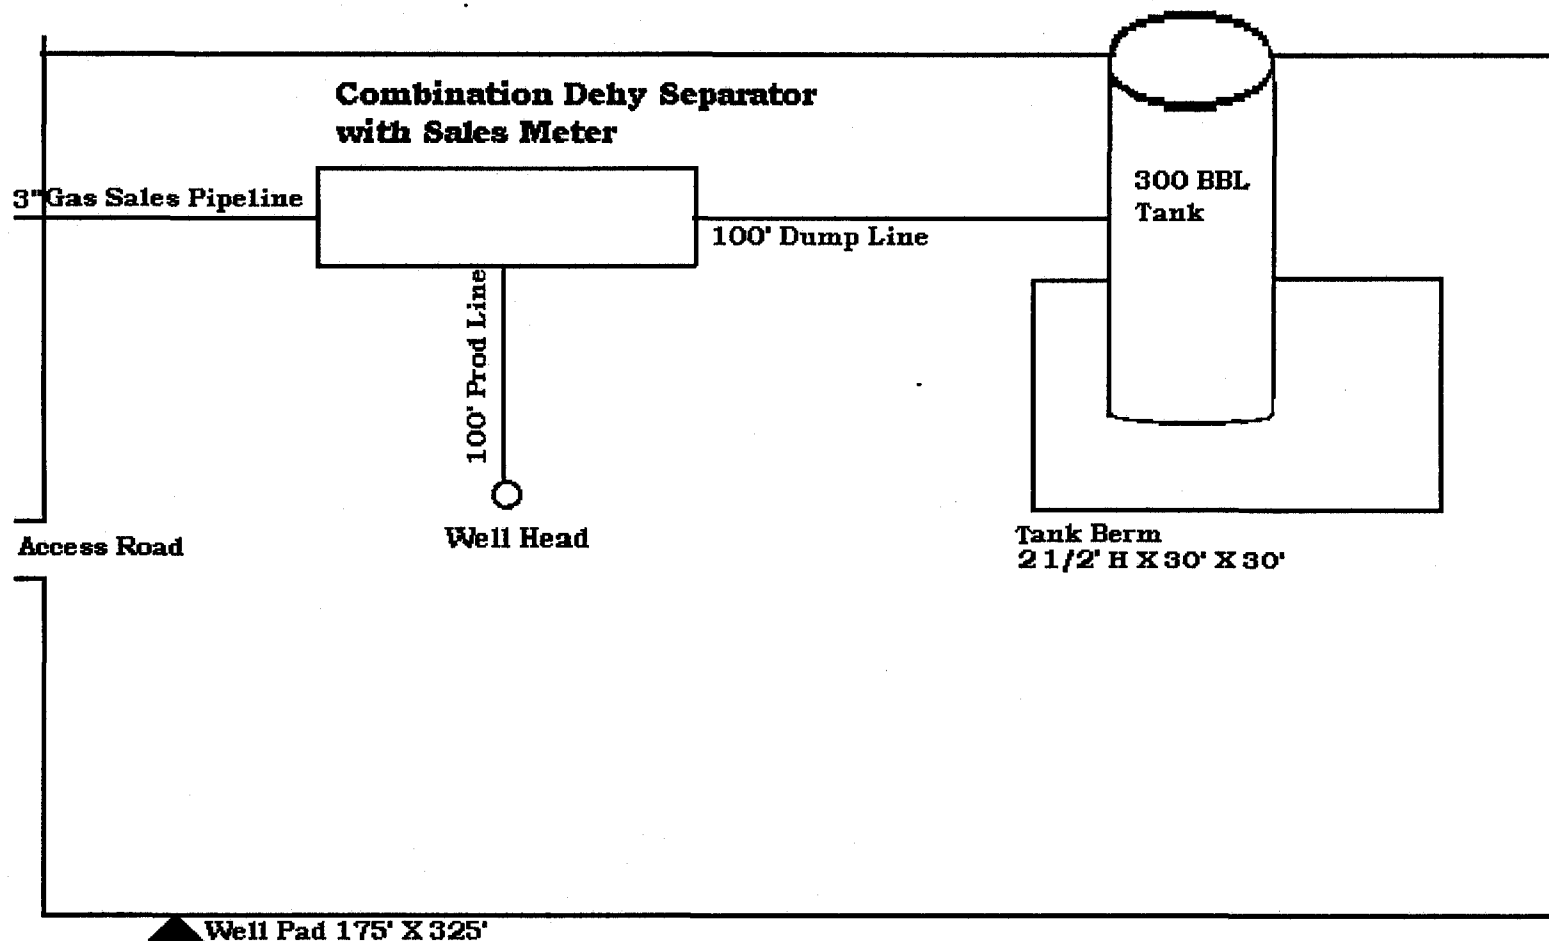 Combination Dehy Separator
with Sales Meter
3" Gas Sales Pipeline
300 BBL
Tank
100' Dump Line
100' Prod Line
Access Road
Well Head
Tank Berm
2 1/2' H X 30' X 30'
Well Pad 175' X 325'